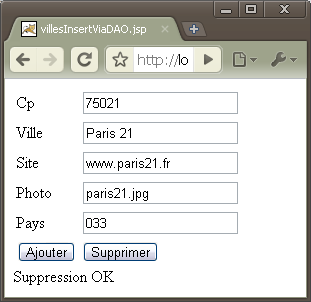 villesInsertViaDAO.jsp
http://lo
Cp 75021
Ville Paris 21
Site www.paris21.fr
Photo paris21.jpg
Pays 033
Ajouter Supprimer
Suppression OK